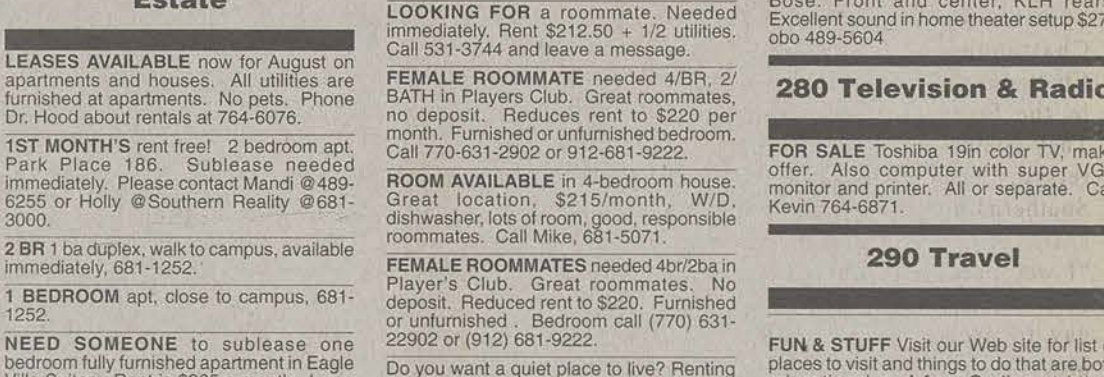 Estate
LEASES AVAILABLE now for August on
apartments and houses. All utilities are
furnished at apartments. No pets. Phone
Dr. Hood about rentals at 764-6076.
1ST MONTH'S rent free! 2 bedroom apt.
Park Place 186. Sublease needed
immediately. Please contact Mandi @489-
6255 or Holly @Southern Reality @681-
3000.
2 BR 1 ba duplex, walk to campus, available
immediately, 681-1252.
1 BEDROOM apt, close to campus, 681-
1252.
NEED SOMEONE to sublease one
bedroom fully furnished apartment in Eagle
LOOKING FOR a roommate. Needed
immediately. Rent $212.50 + 1/2 utilities.
Call 531-3744 and leave a message.
FEMALE ROOMMATE needed 4/BR, 2/
BATH in Players Club. Great roommates,
no deposit. Reduces rent to $220 per
month. Furnished or unfurnished bedroom.
Call 770-631-2902 or 912-681-9222.
ROOM AVAILABLE in 4-bedroom house.
Great location, $215/month, W/D,
dishwasher, lots of room, good, responsible
roommates. Call Mike, 681-5071.
FEMALE ROOMMATES needed 4br/2ba in
Player's Club. Great roommates. No
deposit. Reduced rent to $220. Furnished
or unfurnished . Bedroom call (770) 631-
22902 or (912) 681-9222.
Do you want a quiet place to live? Renting
Bose. Front and center, KLH
Excellent sound in home theater setup
obo 489-5604
280 Television & Radio
FOR SALE Toshiba 19in color TV,
offer. Also computer with super
monitor and printer. All or separate.
Kevin 764-6871.
290 Travel
FUN & STUFF Visit our Web site for list
places to visit and things to do that are